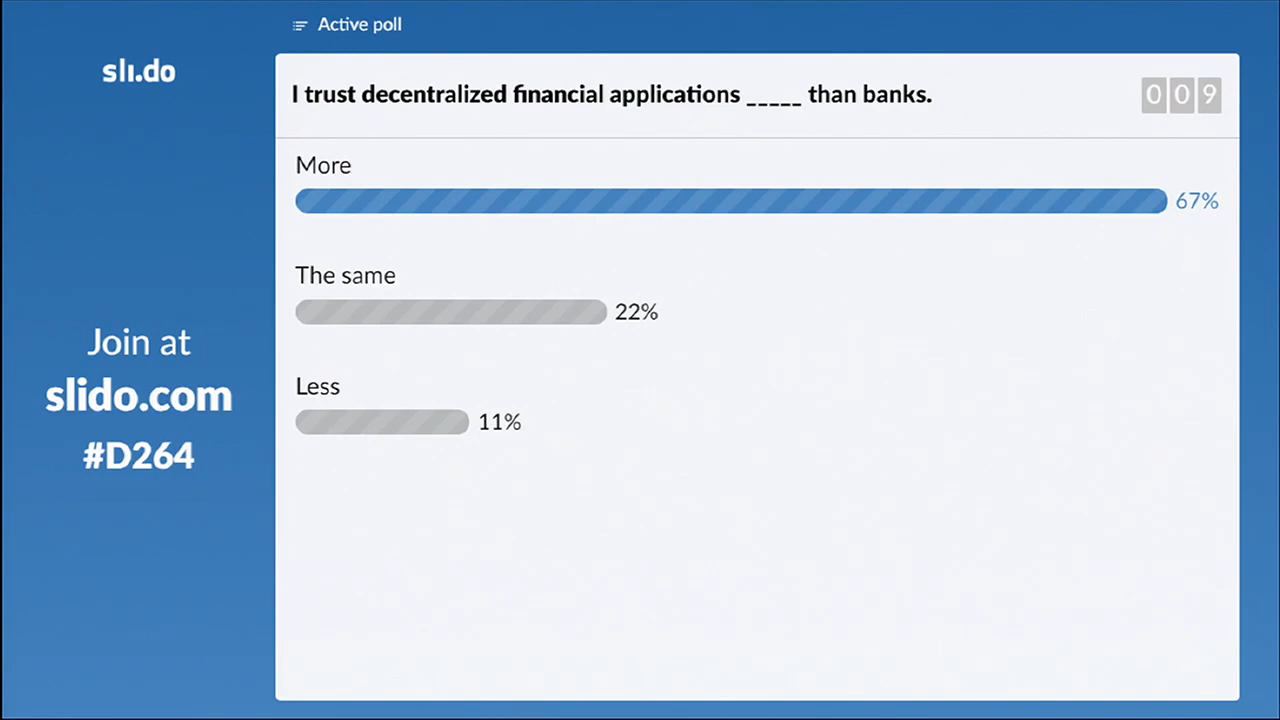 Active poll
sli.do
I trust decentralized financial applications _____ than banks.
009
More
67%
The same
22%
Less
11%
Join at
slido.com
#D264